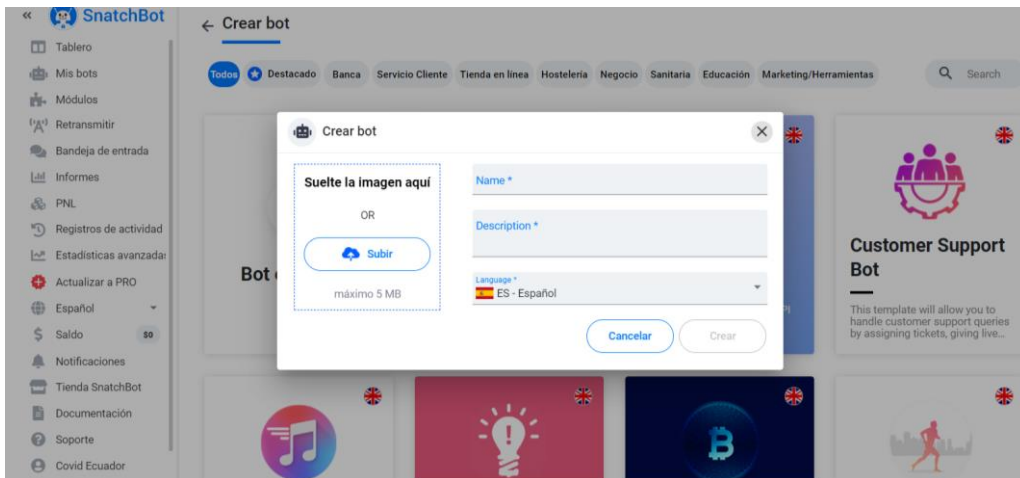 SnatchBot
Tablero
Mis bots
Módulos
Retransmitir
Bandeja de entrada
Informes
PNL
Registros de actividad
Estadísticas avanzada
Actualizar a PRO
Español
Saldo $0
Notificaciones
Tienda SnatchBot
Documentación
Soporte
Covid Ecuador
Crear bot
Todos Destacado Banca Servicio Cliente Tienda en línea Hostelería Negocio Sanitaria Educación Marketing/Herramientas Search
Crear bot
Suelte la imagen aquí
OR
Subir
máximo 5 MB
Name *
Description *
Language *
ES - Español
Cancelar Crear
Bot
Customer Support
Bot
This template will allow you to
handle customer support queries
by assigning tickets, giving live...